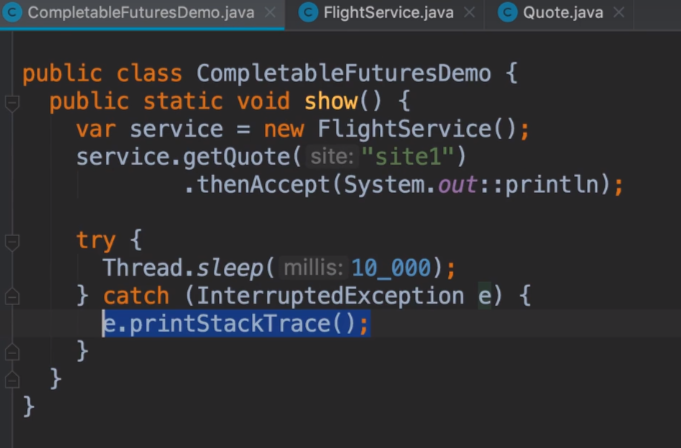 CompletableFuturesDemo.java × FlightService.java × Quote.java ×
public class CompletableFuturesDemo {
public static void show() {
var service = new FlightService();
service.getQuote( site: "site1")
.thenAccept(System.out::println);
try {
Thread.sleep( millis: 10_000);
} catch (InterruptedException e) {
e.printStackTrace();
}
}
}